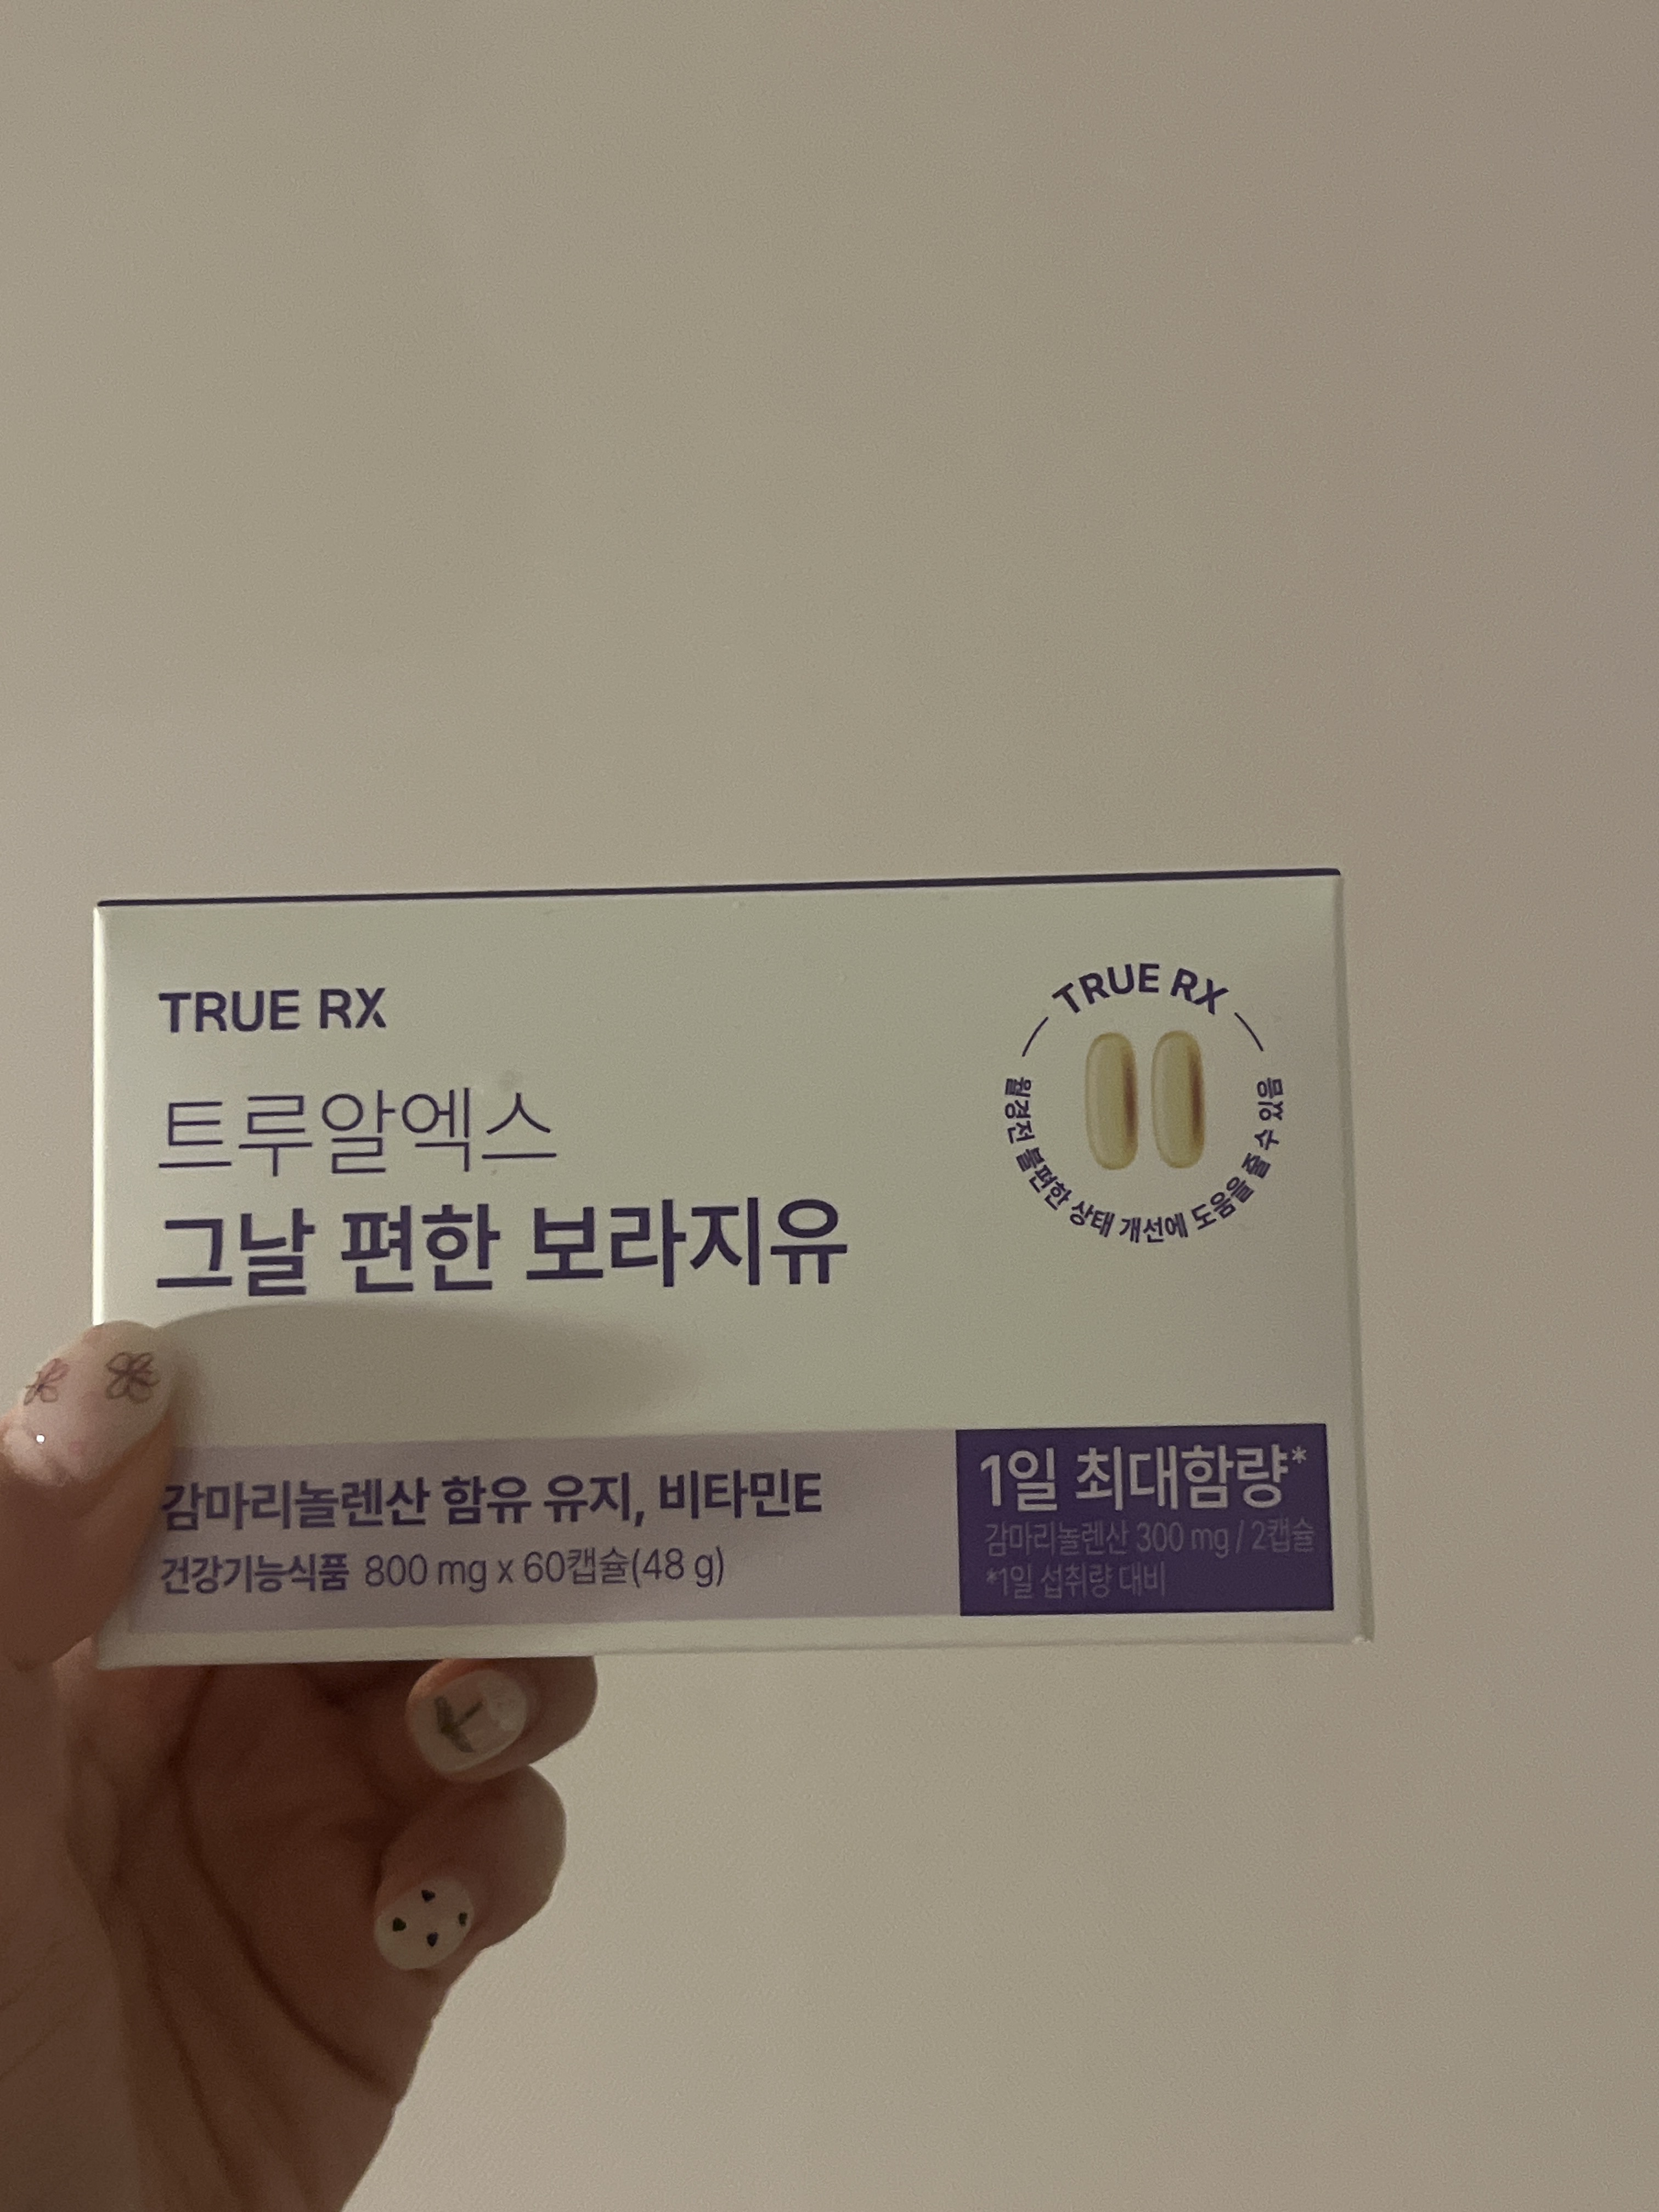 TRUE RX
트루알엑스
그날 편한 보라지유
TRUE RX
월경전 불편한 상태 개선에 도움을 줄 수 있음
감마리놀렌산 함유 유지, 비타민E
건강기능식품 800 mg x 60캡슐(48 g)
1일 최대함량*
감마리놀렌산 300 mg / 2캡슐
*1일 섭취량 대비